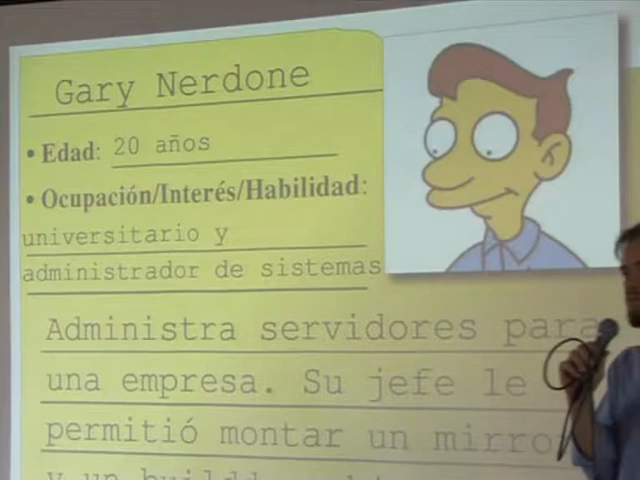 Gary Nerdone
• Edad: 20 años
• Ocupación/Interés/Habilidad:
universitario y
administrador de sistemas
Administra servidores para
una empresa. Su jefe le
permitió montar un
y un